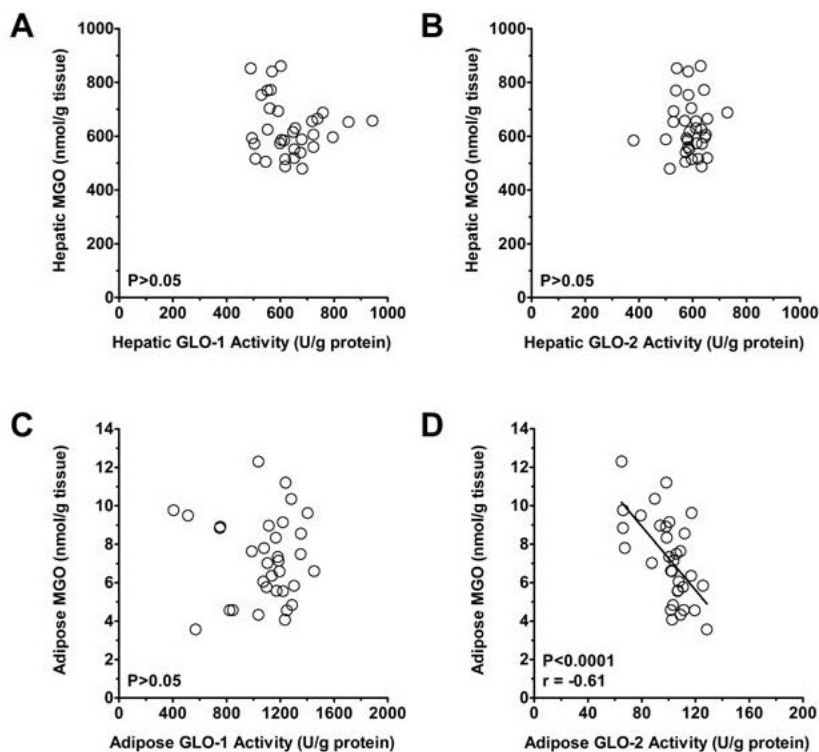 A
Hepatic MGO (nmol/g tissue)
1000
800
600
400
200
0
P>0.05
0 200 400 600 800 1000
Hepatic GLO-1 Activity (U/g protein)
B
Hepatic MGO (nmol/g tissue)
1000
800
600
400
200
0
P>0.05
0 200 400 600 800 1000
Hepatic GLO-2 Activity (U/g protein)
C
Adipose MGO (nmol/g tissue)
14
12
10
8
6
4
2
0
P>0.05
0 400 800 1200 1600 2000
Adipose GLO-1 Activity (U/g protein)
D
Adipose MGO (nmol/g tissue)
14
12
10
8
6
4
2
0
P<0.0001
r = -0.61
0 40 80 120 160 200
Adipose GLO-2 Activity (U/g protein)